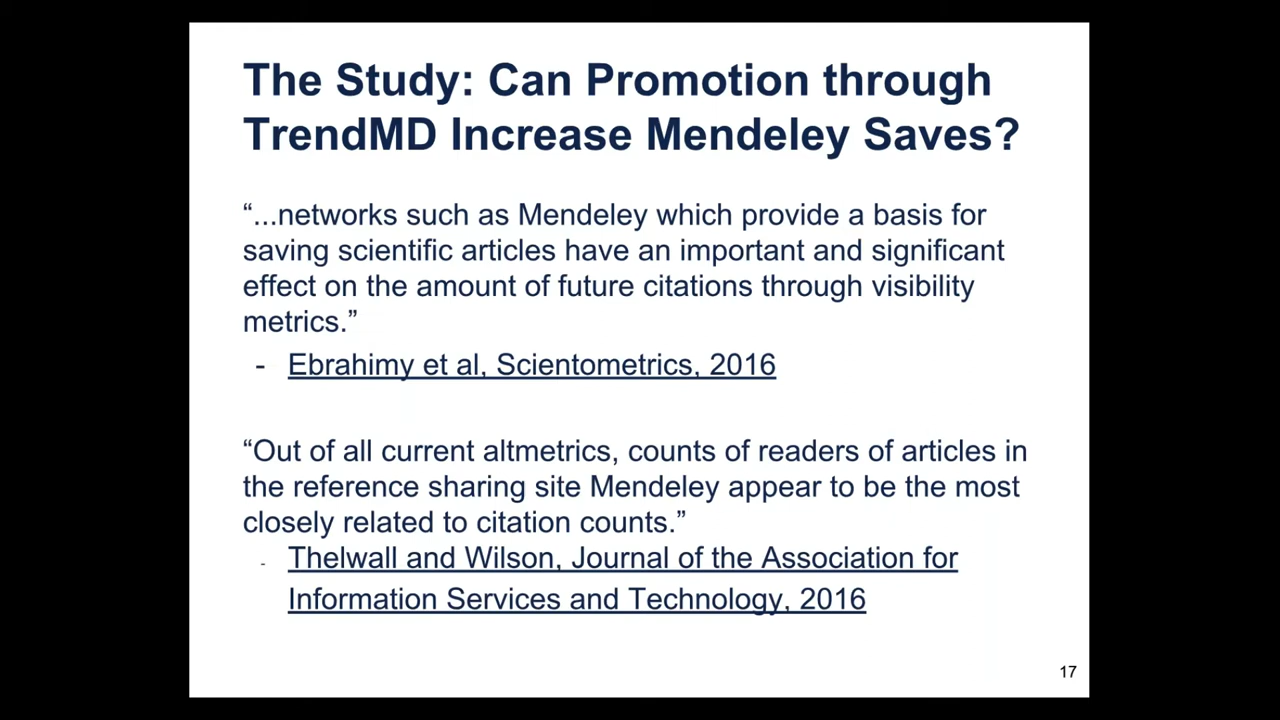 The Study: Can Promotion through
TrendMD Increase Mendeley Saves?
“...networks such as Mendeley which provide a basis for
saving scientific articles have an important and significant
effect on the amount of future citations through visibility
metrics.”
- Ebrahimy et al, Scientometrics, 2016
“Out of all current altmetrics, counts of readers of articles in
the reference sharing site Mendeley appear to be the most
closely related to citation counts.”
- Thelwall and Wilson, Journal of the Association for
Information Services and Technology, 2016
17